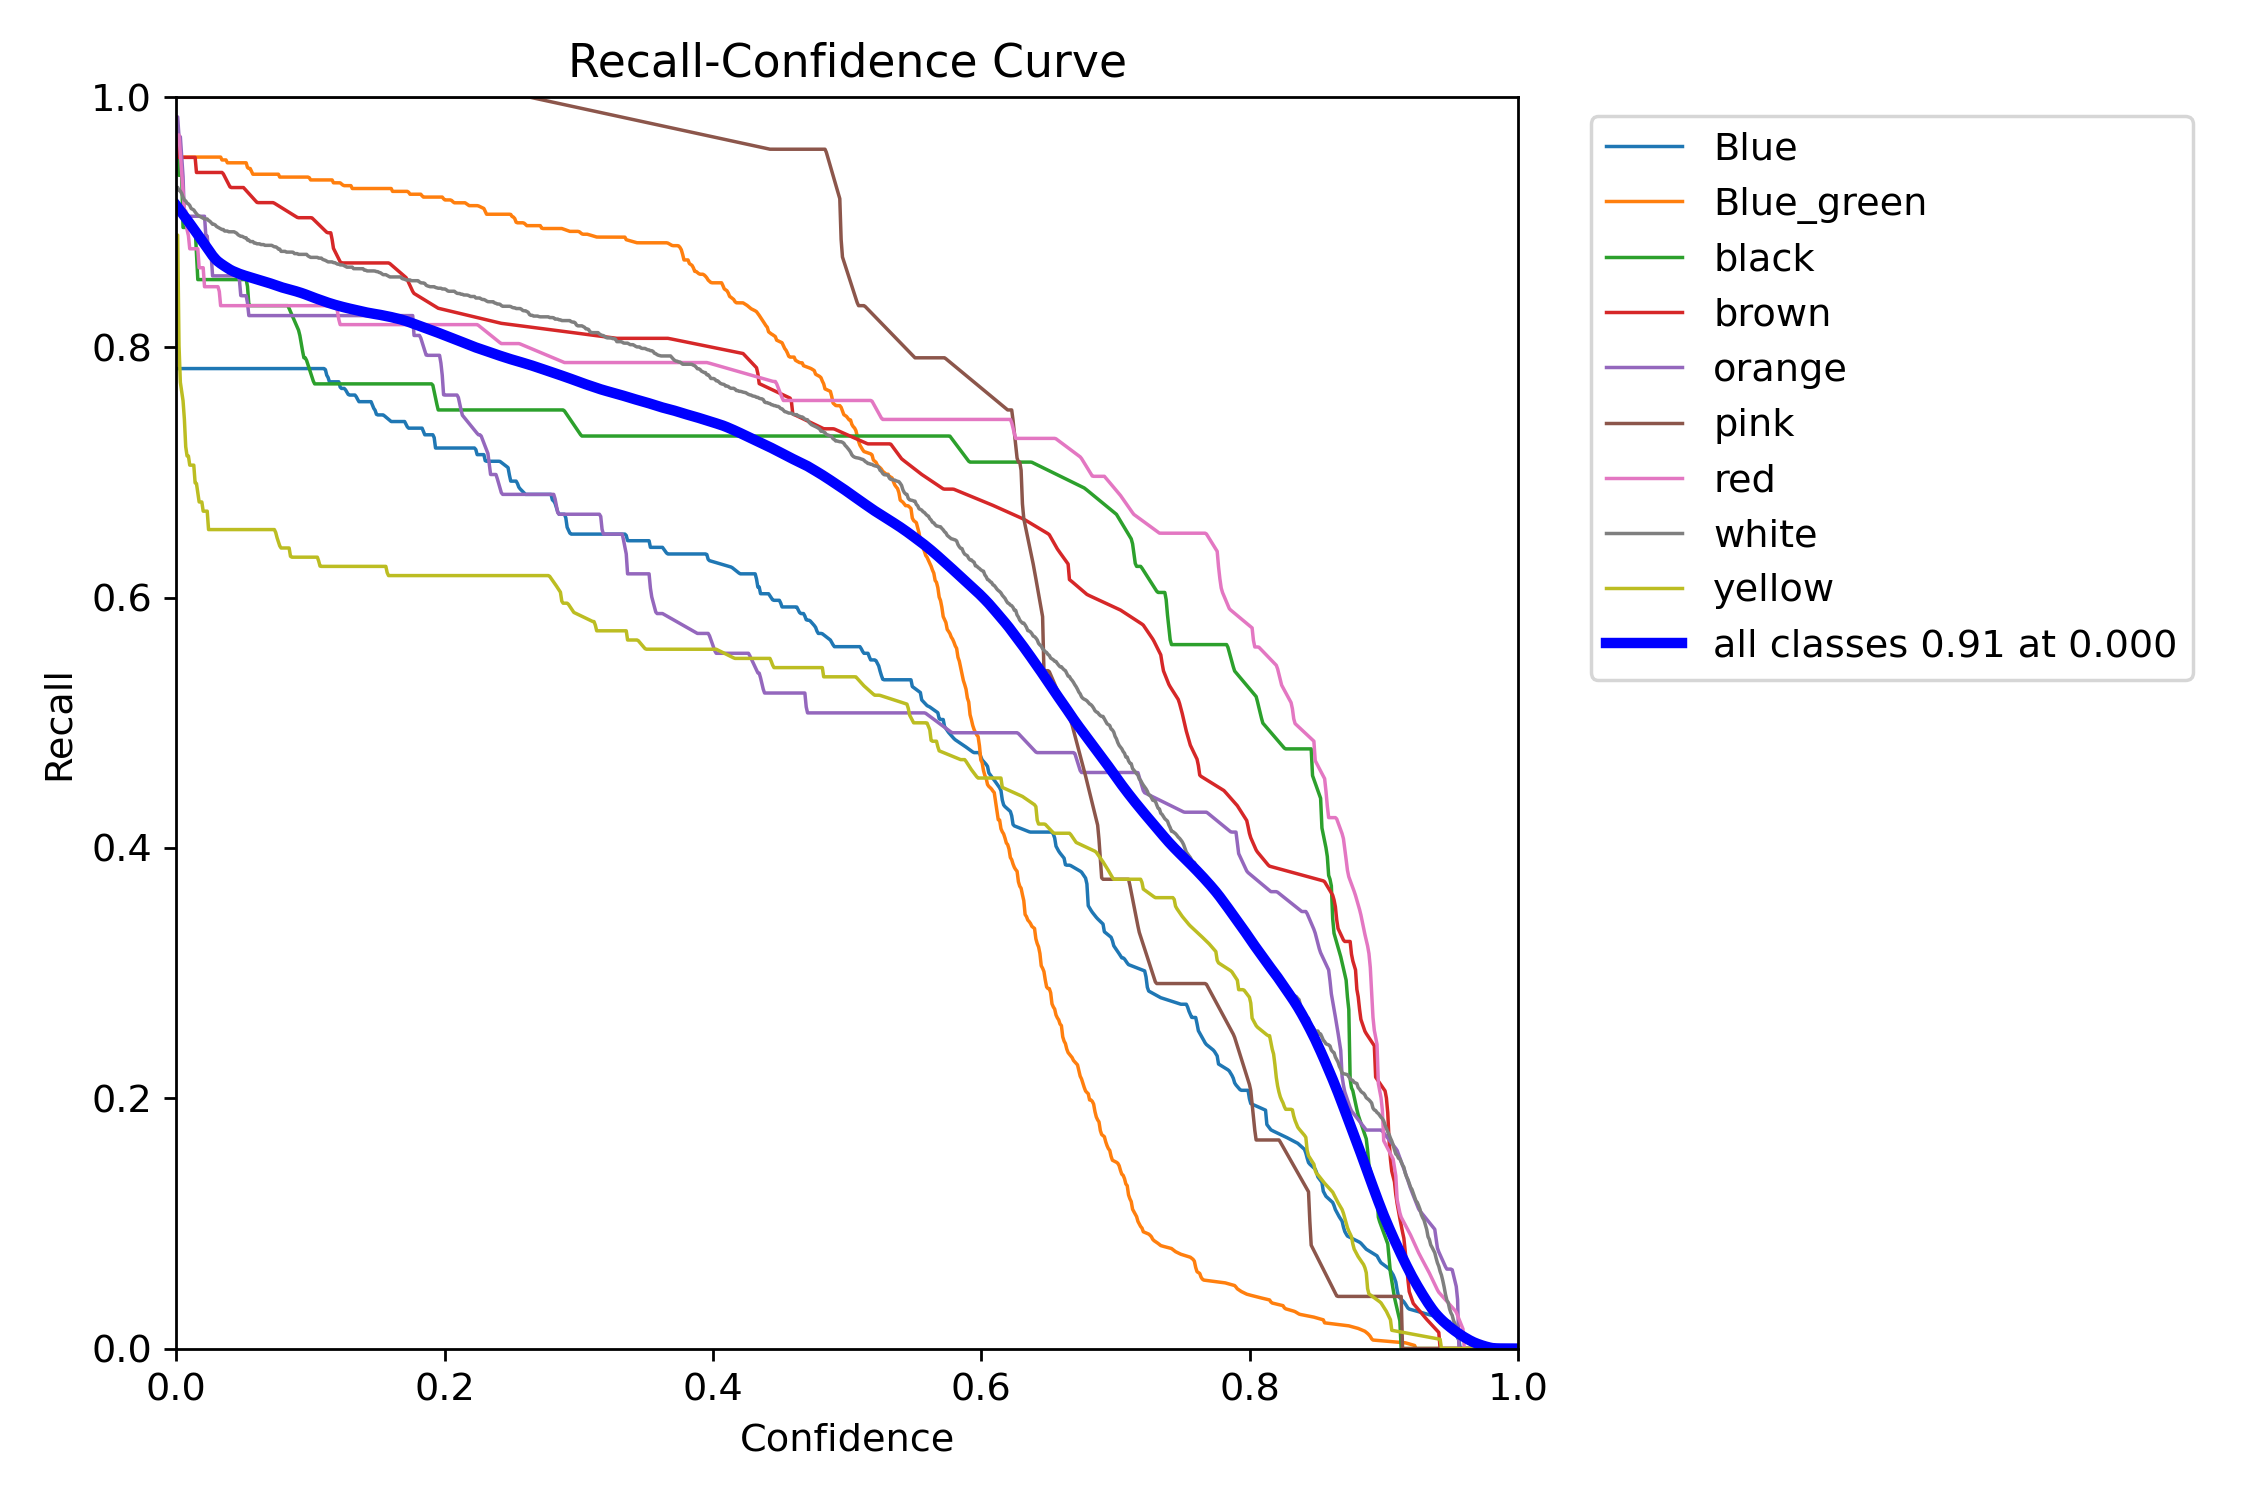 Recall-Confidence Curve
1.0
0.8
0.6
0.4
0.2
0.0
Recall
0.0 0.2 0.4 0.6 0.8 1.0
Confidence
Blue
Blue_green
black
brown
orange
pink
red
white
yellow
all classes 0.91 at 0.000